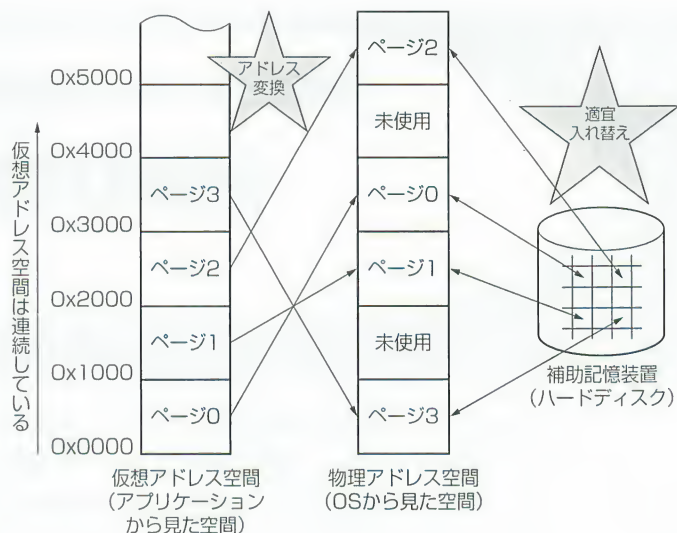 アドレス
変換
ページ2
0x5000
未使用
適宜
入れ替え
0x4000
ページ3
ページ0
0x3000
ページ2
ページ1
0x2000
ページ1
未使用
0x1000
ページ0
ページ3
0x0000
仮想アドレス空間は連続している
補助記憶装置
(ハードディスク)
仮想アドレス空間
(アプリケーション
から見た空間)
物理アドレス空間
(OSから見た空間)